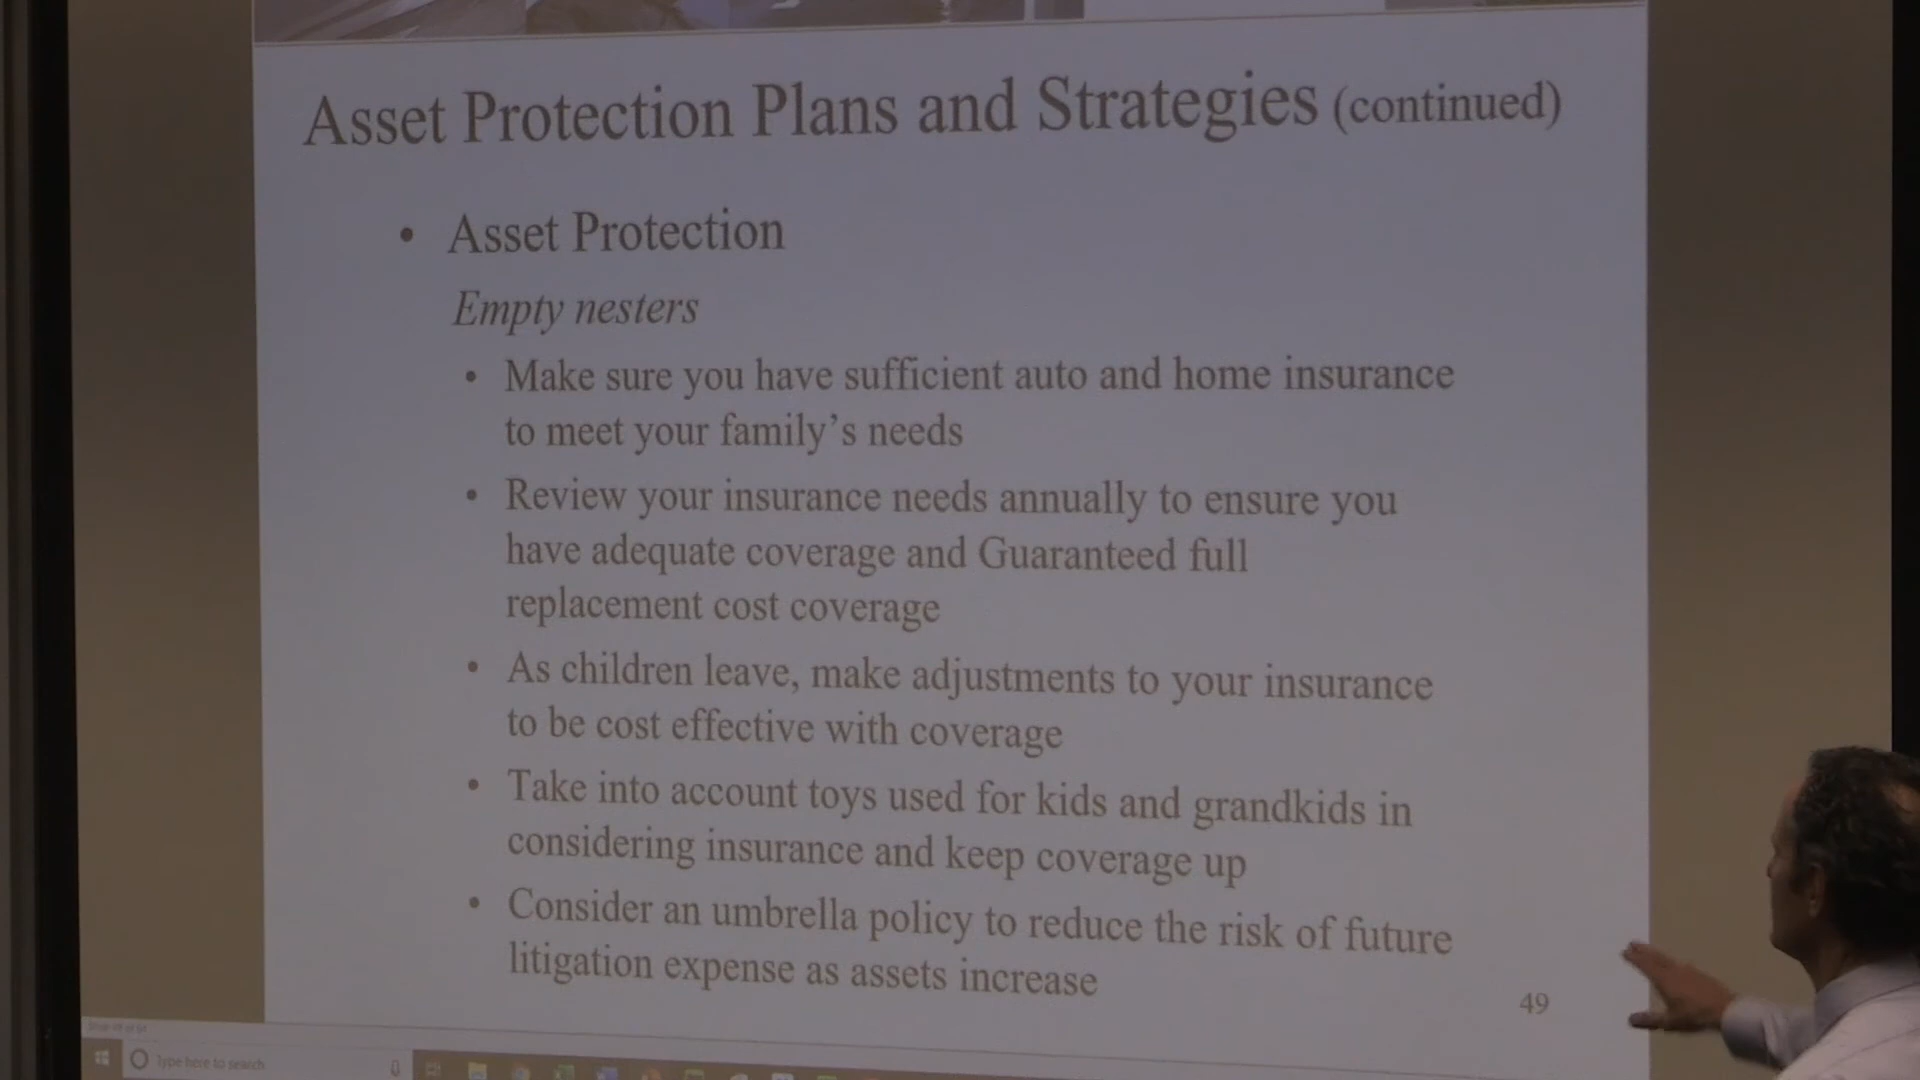 Asset Protection Plans and Strategies (continued)
• Asset Protection
Empty nesters
• Make sure you have sufficient auto and home insurance
to meet your family's needs
• Review your insurance needs annually to ensure you
have adequate coverage and Guaranteed full
replacement cost coverage
• As children leave, make adjustments to your insurance
to be cost effective with coverage
• Take into account toys used for kids and grandkids in
considering insurance and keep coverage up
• Consider an umbrella policy to reduce the risk of future
litigation expense as assets increase
49
Type here to search